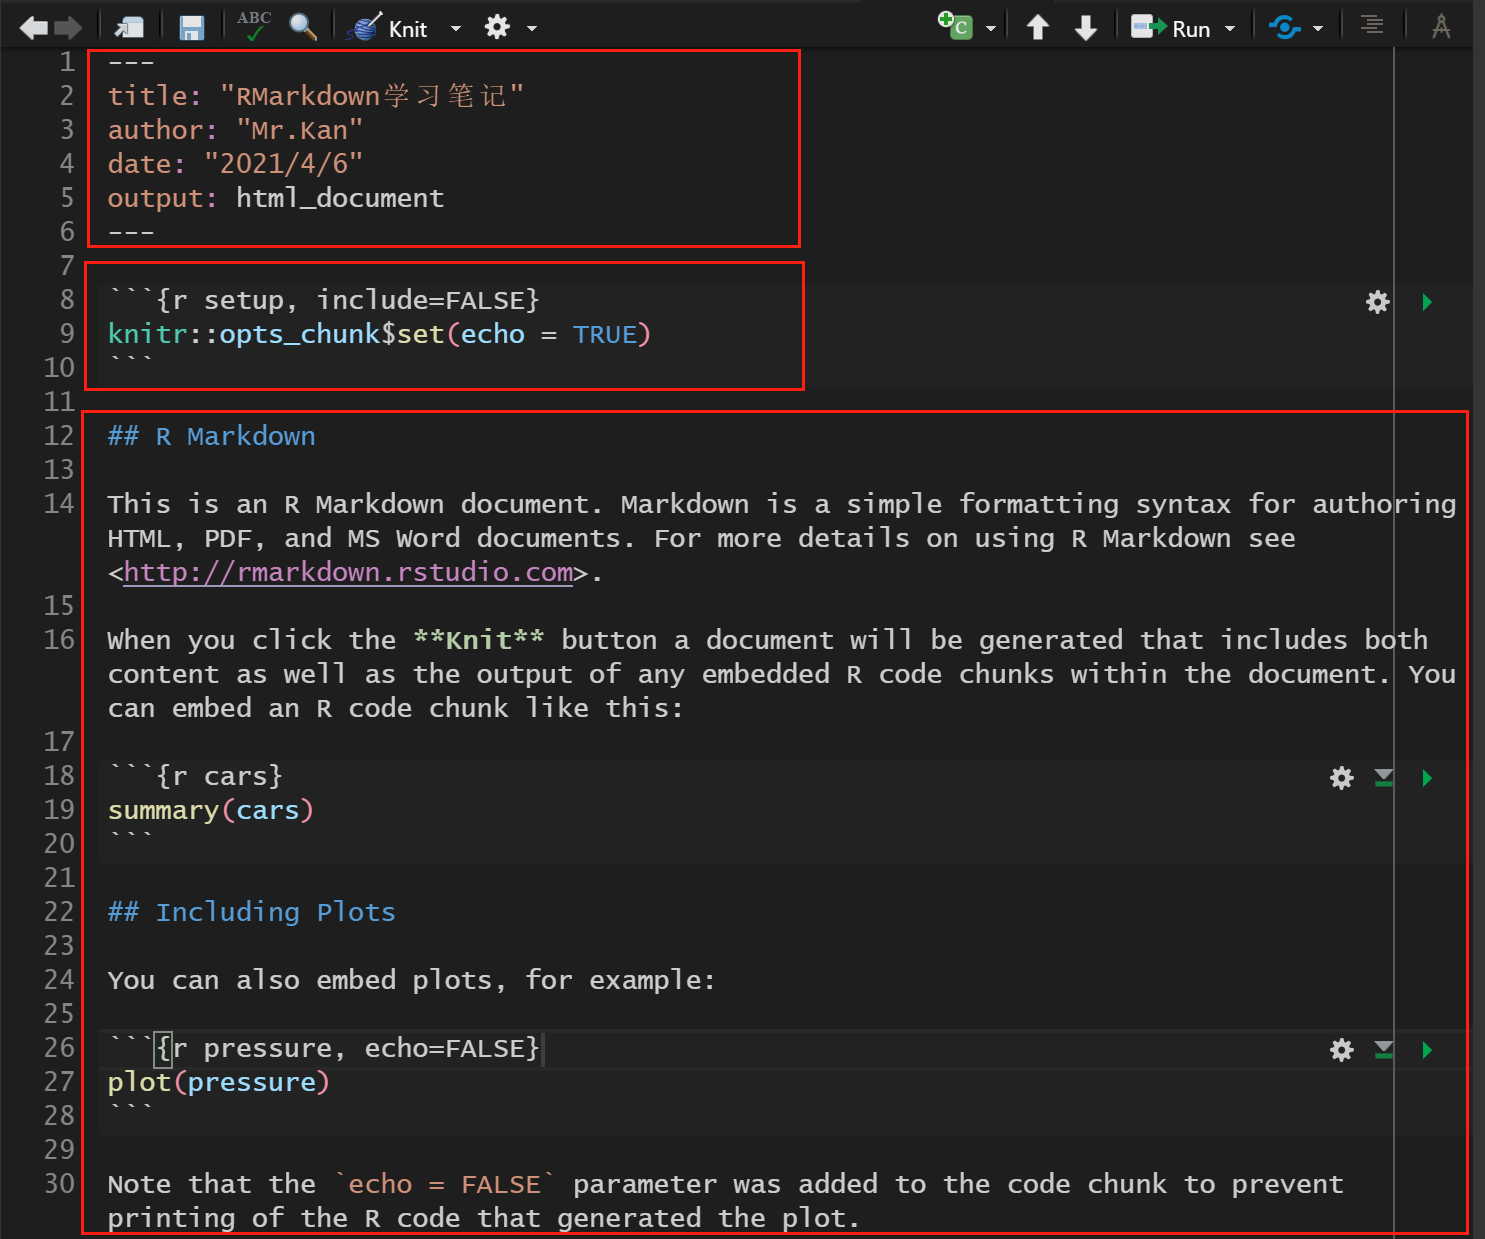 ABC Knit C Run
1 ---
2 title: "RMarkdown学习笔记"
3 author: "Mr.Kan"
4 date: "2021/4/6"
5 output: html_document
6 ---
7
8 ```{r setup, include=FALSE}
9 knitr::opts_chunk$set(echo = TRUE)
10 ```
11
12 ## R Markdown
13
14 This is an R Markdown document. Markdown is a simple formatting syntax for authoring
HTML, PDF, and MS Word documents. For more details on using R Markdown see
<http://rmarkdown.rstudio.com>.
15
16 When you click the **Knit** button a document will be generated that includes both
content as well as the output of any embedded R code chunks within the document. You
can embed an R code chunk like this:
17
18 ```{r cars}
19 summary(cars)
20 ```
21
22 ## Including Plots
23
24 You can also embed plots, for example:
25
26 ```{r pressure, echo=FALSE}
27 plot(pressure)
28 ```
29
30 Note that the `echo = FALSE` parameter was added to the code chunk to prevent
printing of the R code that generated the plot.